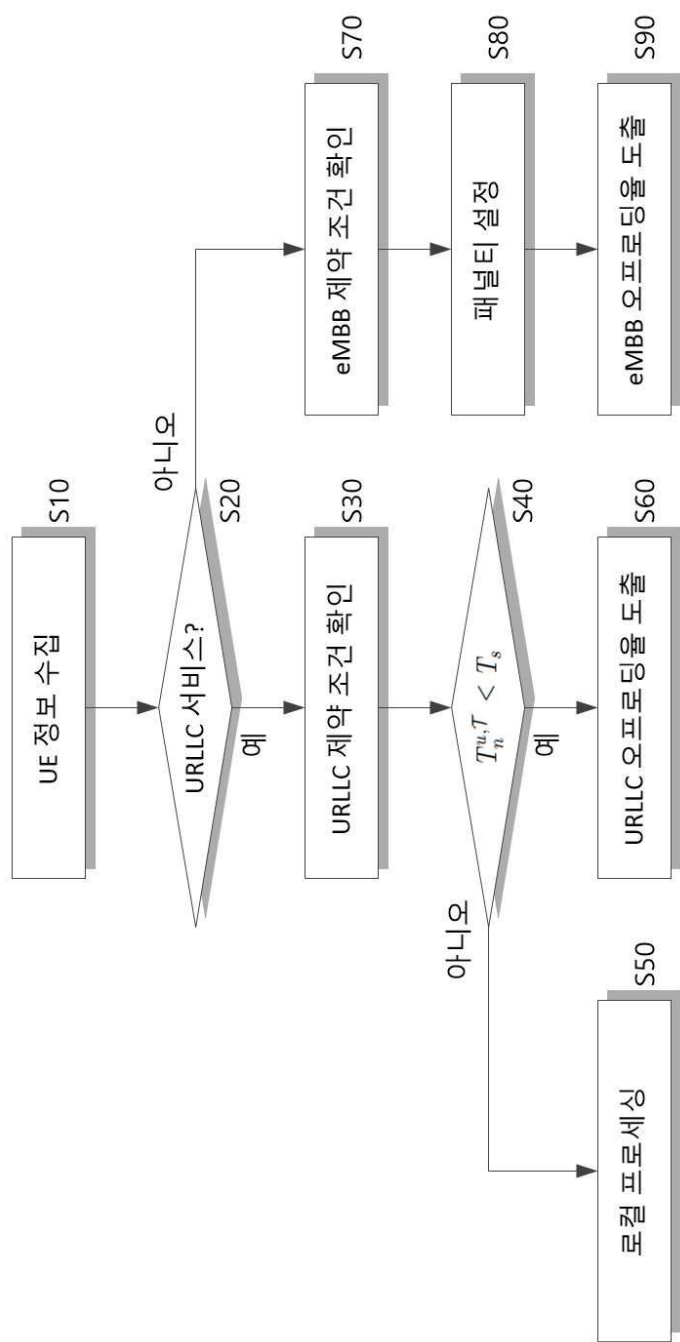 UE 정보 수집
S10
URLLC 서비스?
S20
아니오
예
URLLC 제약 조건 확인
S30
eMBB 제약 조건 확인
S70
T_n^{u,T} < T_s
S40
아니오
예
패널티 설정
S80
로컬 프로세싱
S50
URLLC 오프로딩율 도출
S60
eMBB 오프로딩율 도출
S90